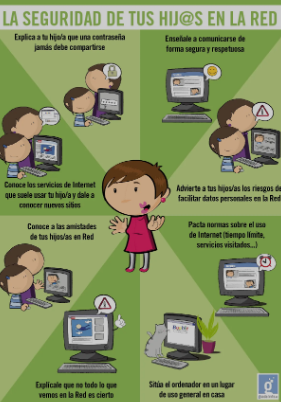 LA SEGURIDAD DE TUS HIJ@S EN LA RED
Explica a tu hijo/a que una contraseña
jamás debe compartirse
Enseñale a comunicarse de
forma segura y respetuosa
Conoce los servicios de Internet
que suele usar tu hijo/a y dale a
conocer nuevos sitios
Advierte a tus hijos/as los riesgos de
facilitar datos personales en la Red
Conoce a las amistades
de tus hijos/as en Red
Pacta normas sobre el uso
de Internet (tiempo límite,
servicios visitados...)
Explícale que no todo lo que
vemos en la Red es cierto
Sitúa el ordenador en un lugar
de uso general en casa